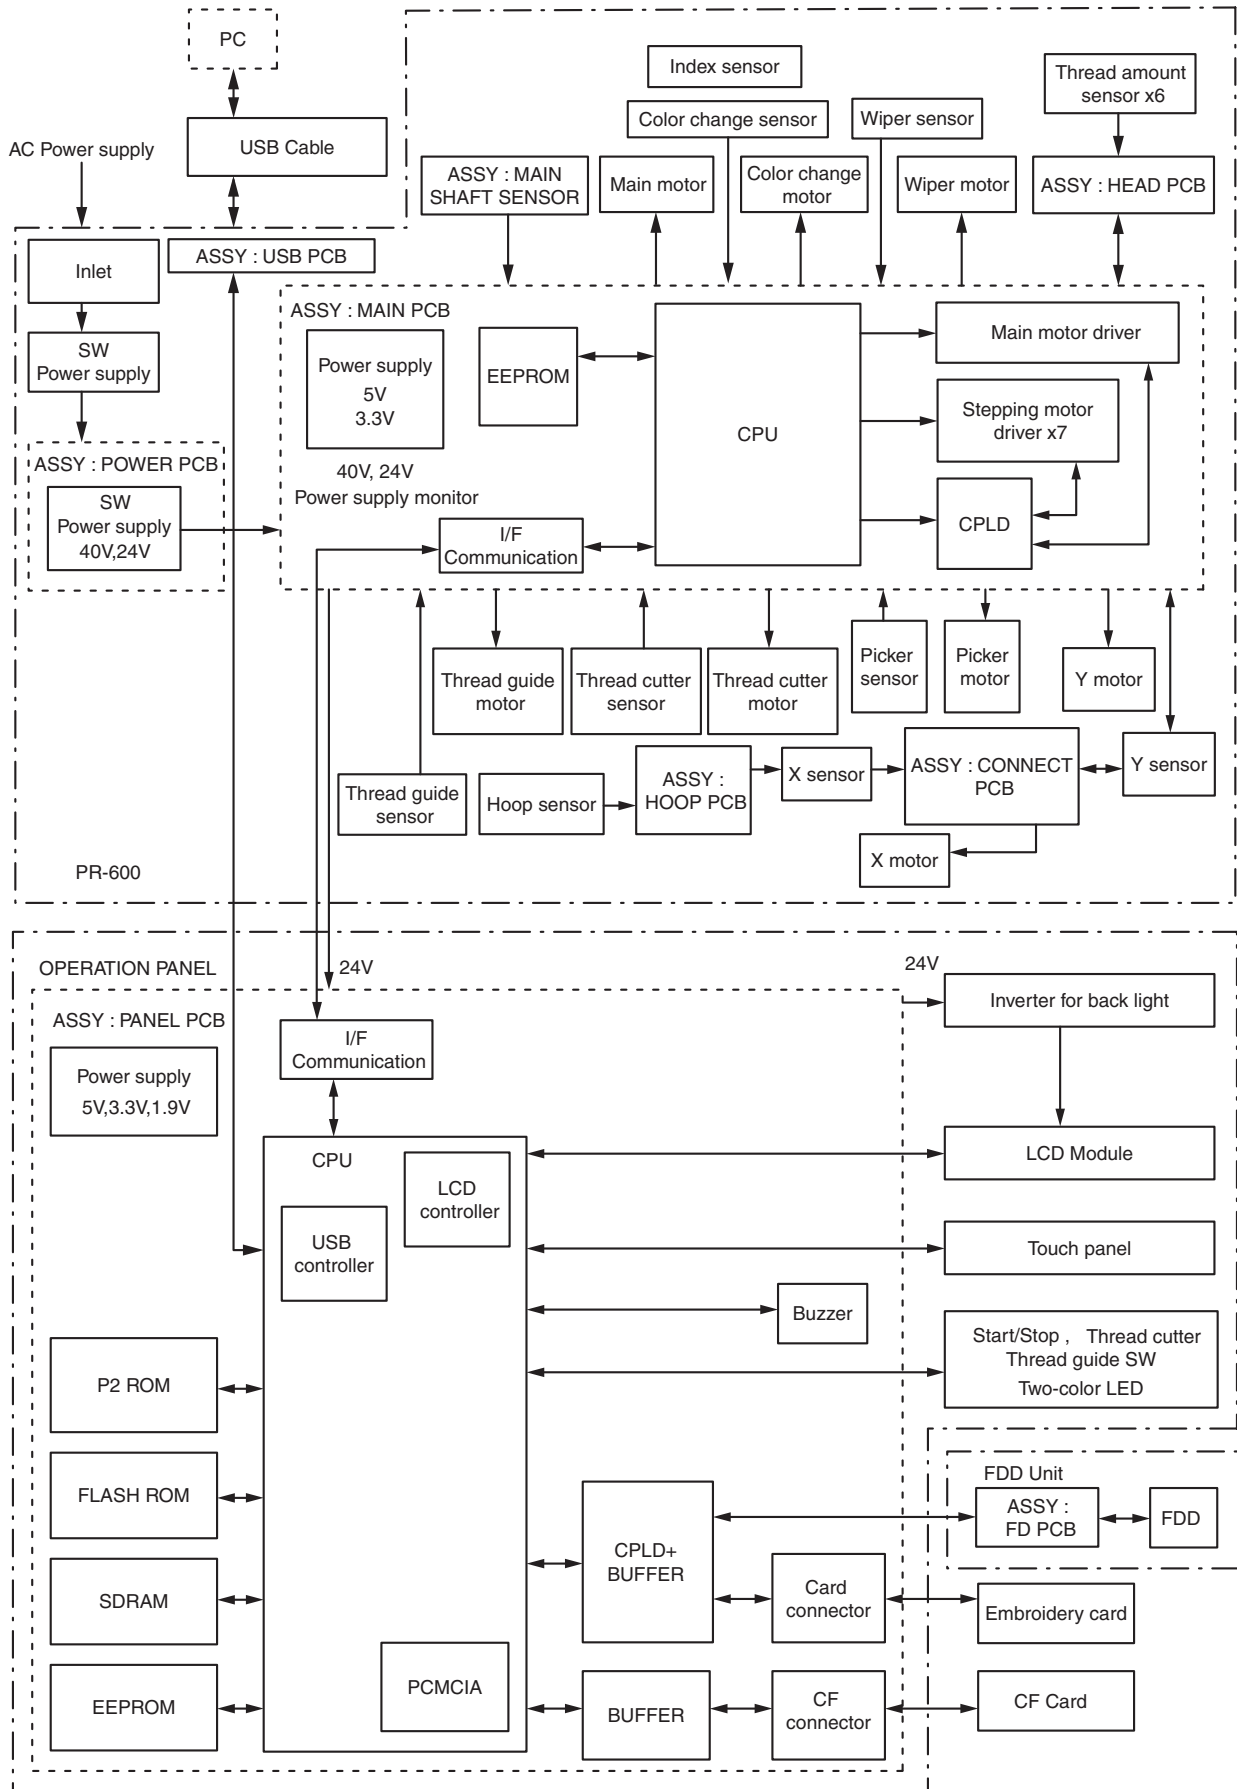 PC
Index sensor
Thread amount
sensor x6
Color change sensor
Wiper sensor
USB Cable
AC Power supply
ASSY : MAIN
SHAFT SENSOR
Main motor
Color change
motor
Wiper motor
ASSY : HEAD PCB
Inlet
ASSY : USB PCB
ASSY : MAIN PCB
SW
Power supply
Power supply
5V
3.3V
EEPROM
CPU
Main motor driver
Stepping motor
driver x7
ASSY : POWER PCB
SW
Power supply
40V,24V
40V, 24V
Power supply monitor
I/F
Communication
CPLD
Thread guide
motor
Thread cutter
sensor
Thread cutter
motor
Picker
sensor
Picker
motor
Y motor
Thread guide
sensor
Hoop sensor
ASSY :
HOOP PCB
X sensor
ASSY : CONNECT
PCB
Y sensor
X motor
PR-600
OPERATION PANEL
24V
24V
ASSY : PANEL PCB
I/F
Communication
Inverter for back light
Power supply
5V,3.3V,1.9V
CPU
LCD
controller
LCD Module
USB
controller
Touch panel
Buzzer
Start/Stop , Thread cutter
Thread guide SW
Two-color LED
P2 ROM
FLASH ROM
FDD Unit
ASSY :
FD PCB
FDD
CPLD+
BUFFER
SDRAM
Card
connector
Embroidery card
EEPROM
PCMCIA
BUFFER
CF
connector
CF Card